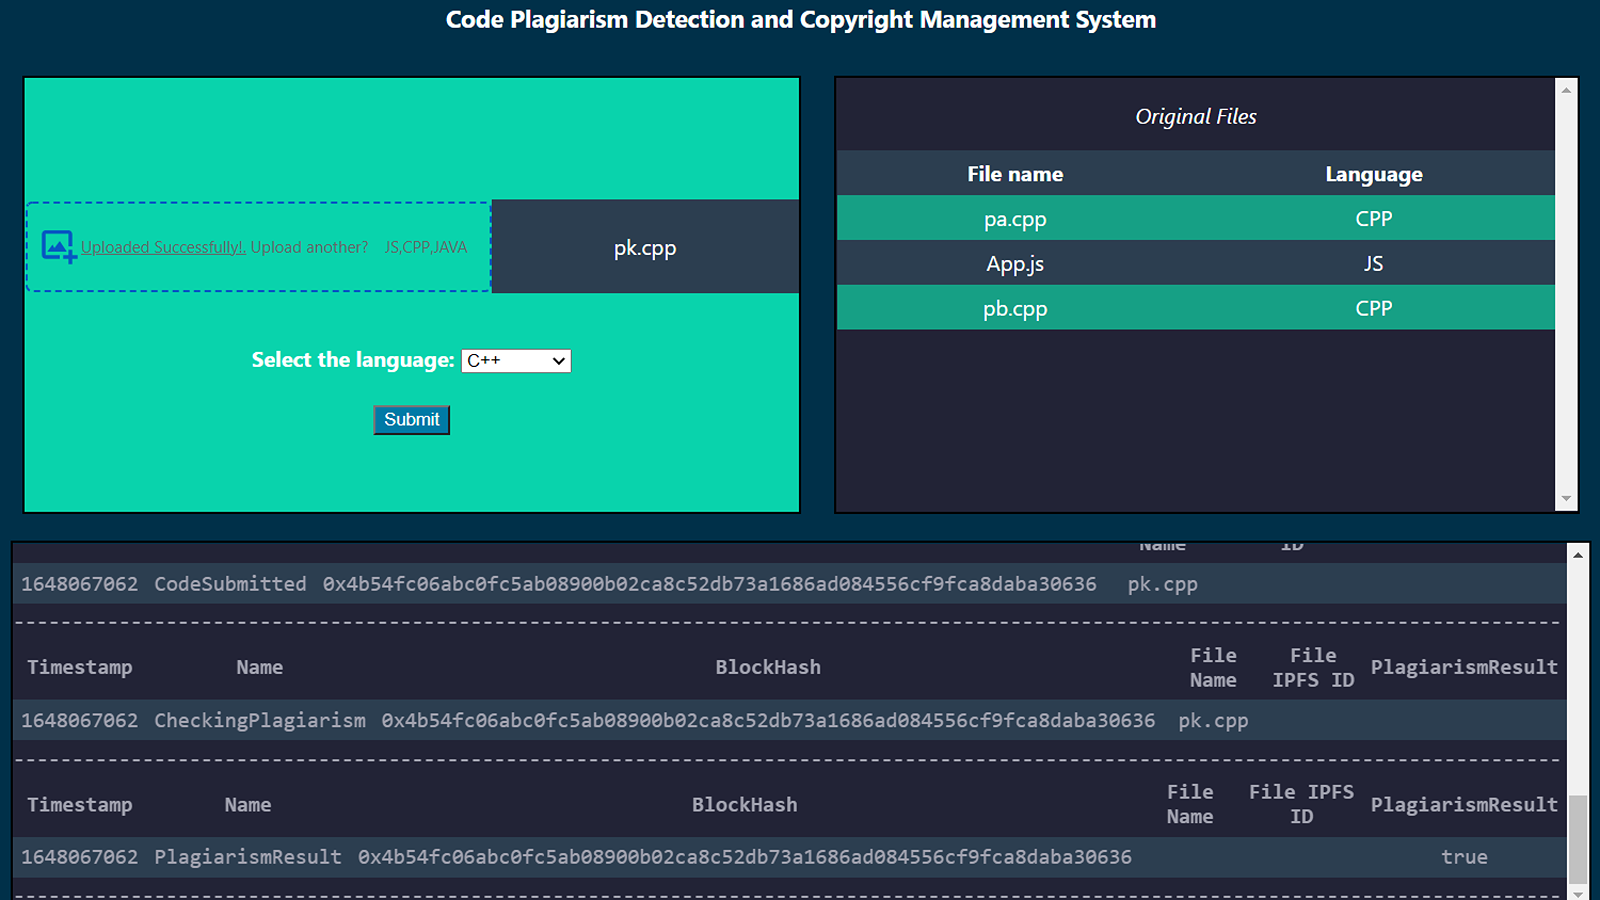 Code Plagiarism Detection and Copyright Management System
Uploaded Successfully!. Upload another? JS,CPP,JAVA
pk.cpp
Select the language: C++
Submit
Original Files
File name Language
pa.cpp CPP
App.js JS
pb.cpp CPP
Name ID
1648067062 CodeSubmitted 0x4b54fc06abc0fc5ab08900b02ca8c52db73a1686ad084556cf9fca8daba30636 pk.cpp
Timestamp Name BlockHash File Name File IPFS ID PlagiarismResult
1648067062 CheckingPlagiarism 0x4b54fc06abc0fc5ab08900b02ca8c52db73a1686ad084556cf9fca8daba30636 pk.cpp
Timestamp Name BlockHash File Name File IPFS ID PlagiarismResult
1648067062 PlagiarismResult 0x4b54fc06abc0fc5ab08900b02ca8c52db73a1686ad084556cf9fca8daba30636 true